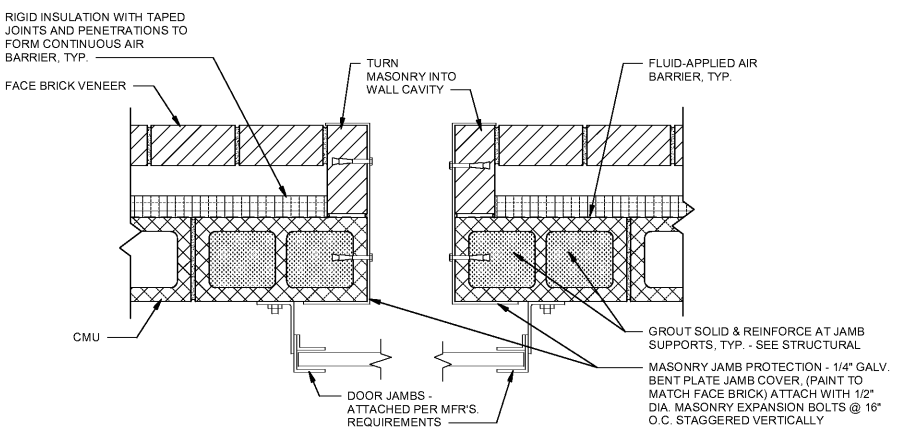 RIGID INSULATION WITH TAPED
JOINTS AND PENETRATIONS TO
FORM CONTINUOUS AIR
BARRIER, TYP.
FACE BRICK VENEER
TURN
MASONRY INTO
WALL CAVITY
FLUID-APPLIED AIR
BARRIER, TYP.
CMU
GROUT SOLID & REINFORCE AT JAMB
SUPPORTS, TYP. - SEE STRUCTURAL
MASONRY JAMB PROTECTION - 1/4" GALV.
BENT PLATE JAMB COVER, (PAINT TO
MATCH FACE BRICK) ATTACH WITH 1/2"
DIA. MASONRY EXPANSION BOLTS @ 16"
O.C. STAGGERED VERTICALLY
DOOR JAMBS -
ATTACHED PER MFR'S.
REQUIREMENTS